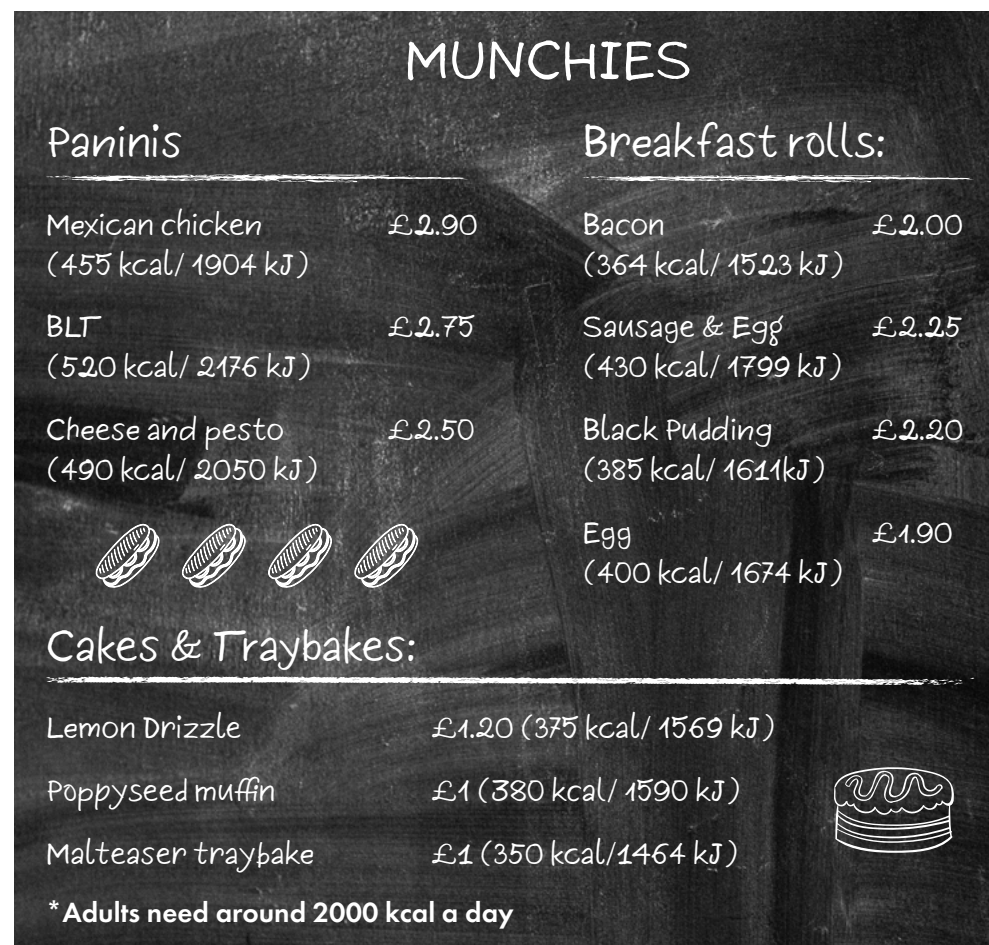 MUNCHIES
Paninis
Mexican chicken £2.90
(455 kcal/ 1904 kJ)
BLT £2.75
(520 kcal/ 2176 kJ)
Cheese and pesto £2.50
(490 kcal/ 2050 kJ)
Breakfast rolls:
Bacon £2.00
(364 kcal/ 1523 kJ)
Sausage & Egg £2.25
(430 kcal/ 1799 kJ)
Black Pudding £2.20
(385 kcal/ 1611kJ)
Egg £1.90
(400 kcal/ 1674 kJ)
Cakes & Traybakes:
Lemon Drizzle £1.20 (375 kcal/ 1569 kJ)
Poppyseed muffin £1 (380 kcal/ 1590 kJ)
Malteaser traybake £1 (350 kcal/1464 kJ)
*Adults need around 2000 kcal a day